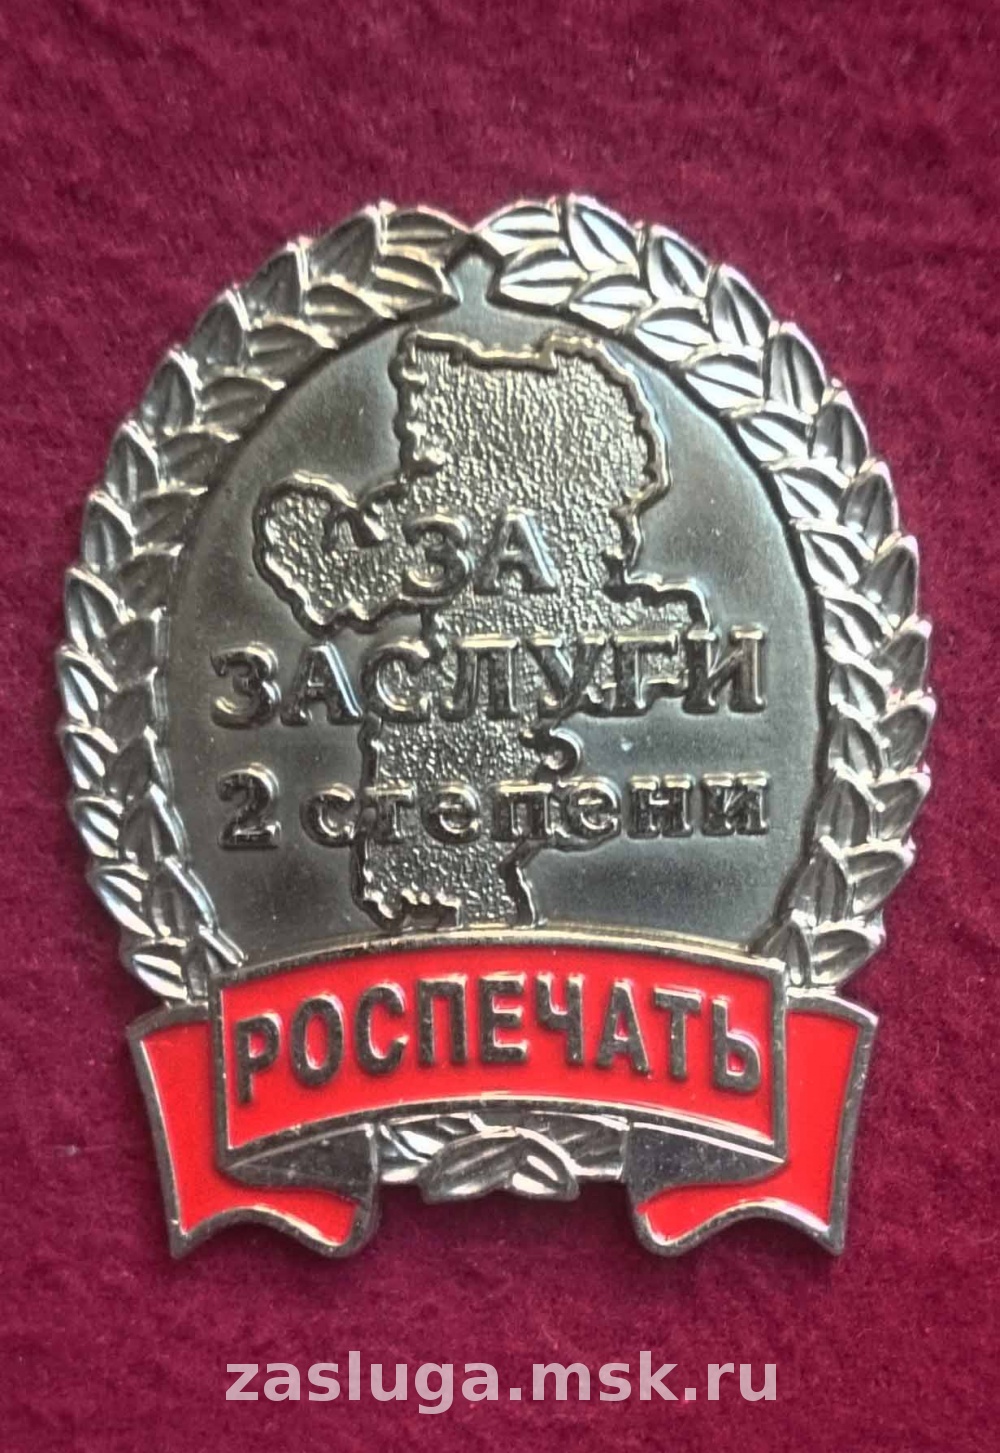 ЗА
ЗАСЛУГИ
2 степени
РОСПЕЧАТЬ
zasluga.msk.ru